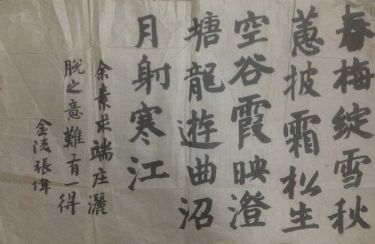 春梅綻雪秋
蕙披霜松生
空谷霞映澄
塘龍遊曲沼
月射寒江
余素求端庄灑
脫之意難有一得
金陵張偉